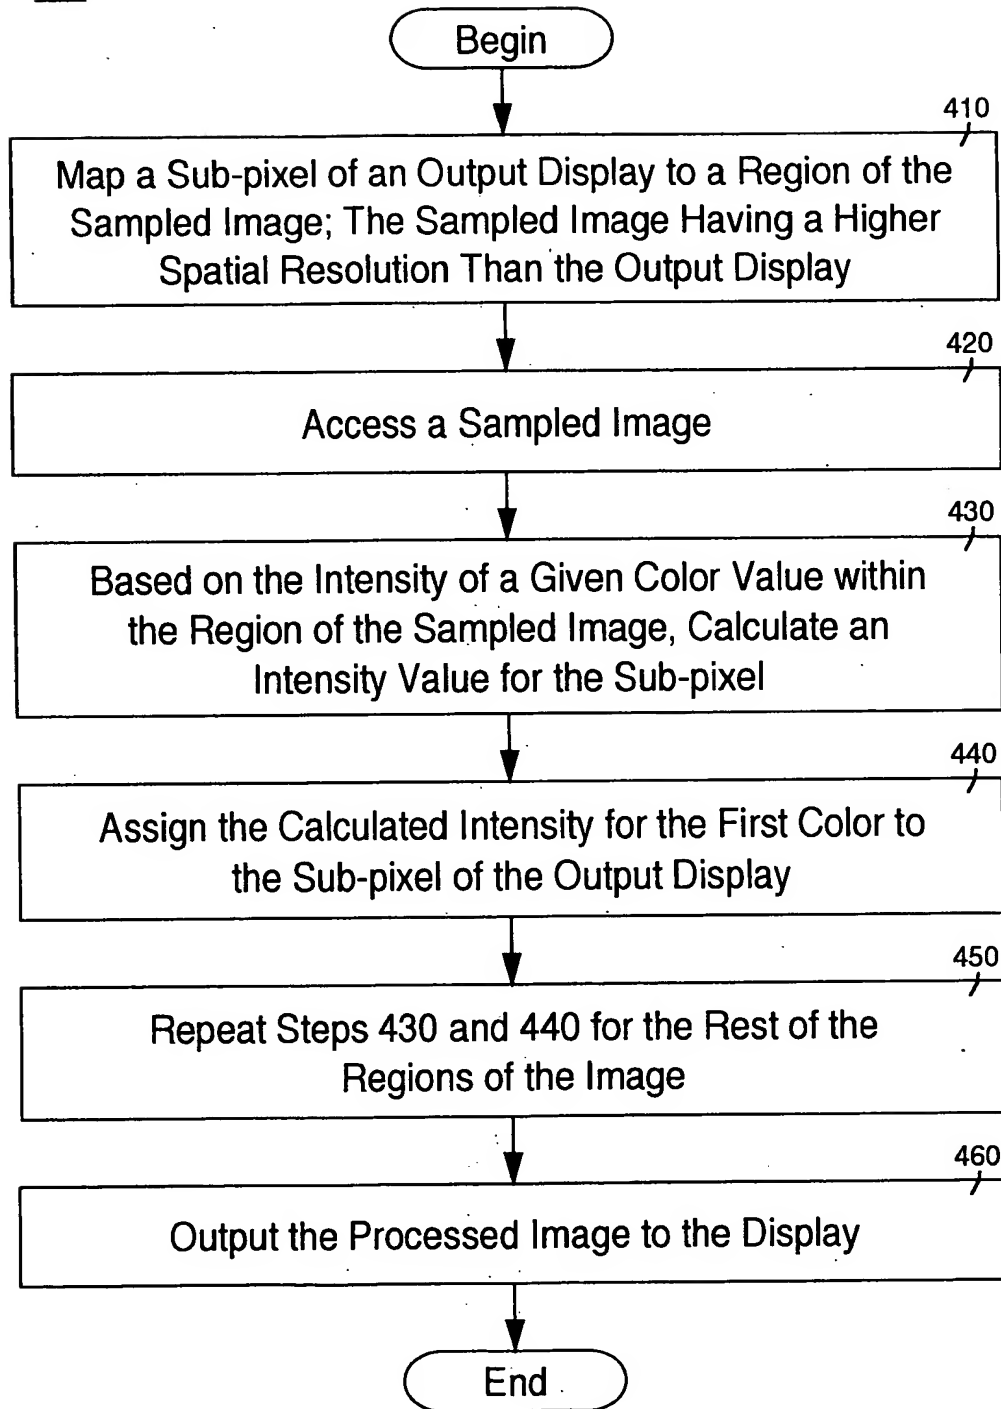 Begin
410
Map a Sub-pixel of an Output Display to a Region of the
Sampled Image; The Sampled Image Having a Higher
Spatial Resolution Than the Output Display
420
Access a Sampled Image
430
Based on the Intensity of a Given Color Value within
the Region of the Sampled Image, Calculate an
Intensity Value for the Sub-pixel
440
Assign the Calculated Intensity for the First Color to
the Sub-pixel of the Output Display
450
Repeat Steps 430 and 440 for the Rest of the
Regions of the Image
460
Output the Processed Image to the Display
End